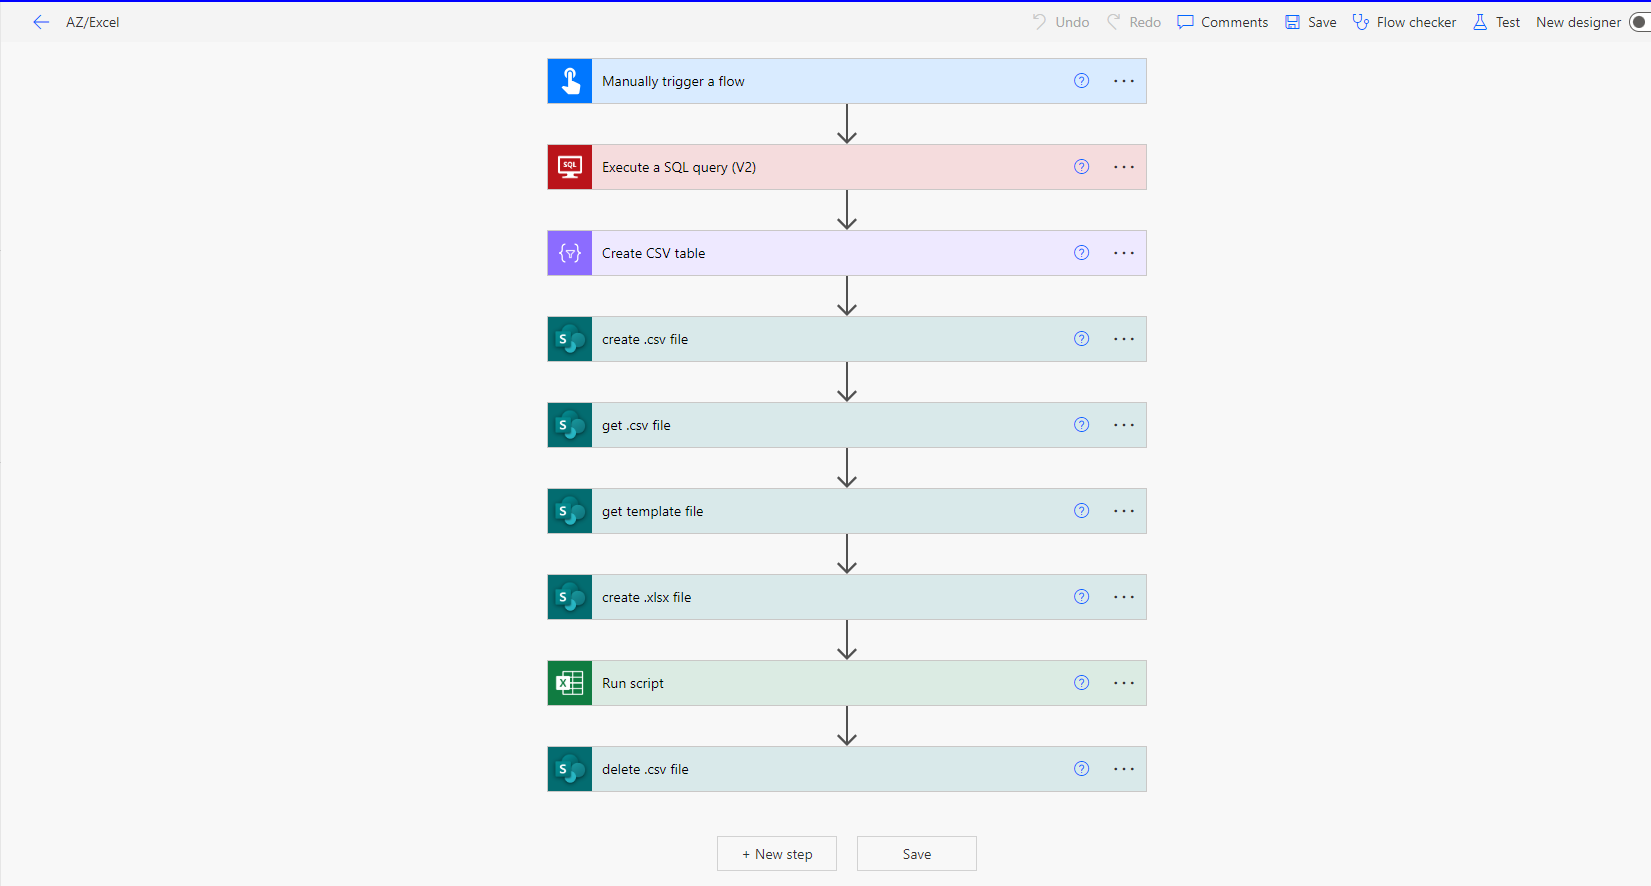 AZ/Excel Undo Redo Comments Save Flow checker Test New designer
Manually trigger a flow
SQL Execute a SQL query (V2)
Create CSV table
S create .csv file
S get .csv file
S get template file
S create .xlsx file
X Run script
S delete .csv file
+ New step Save